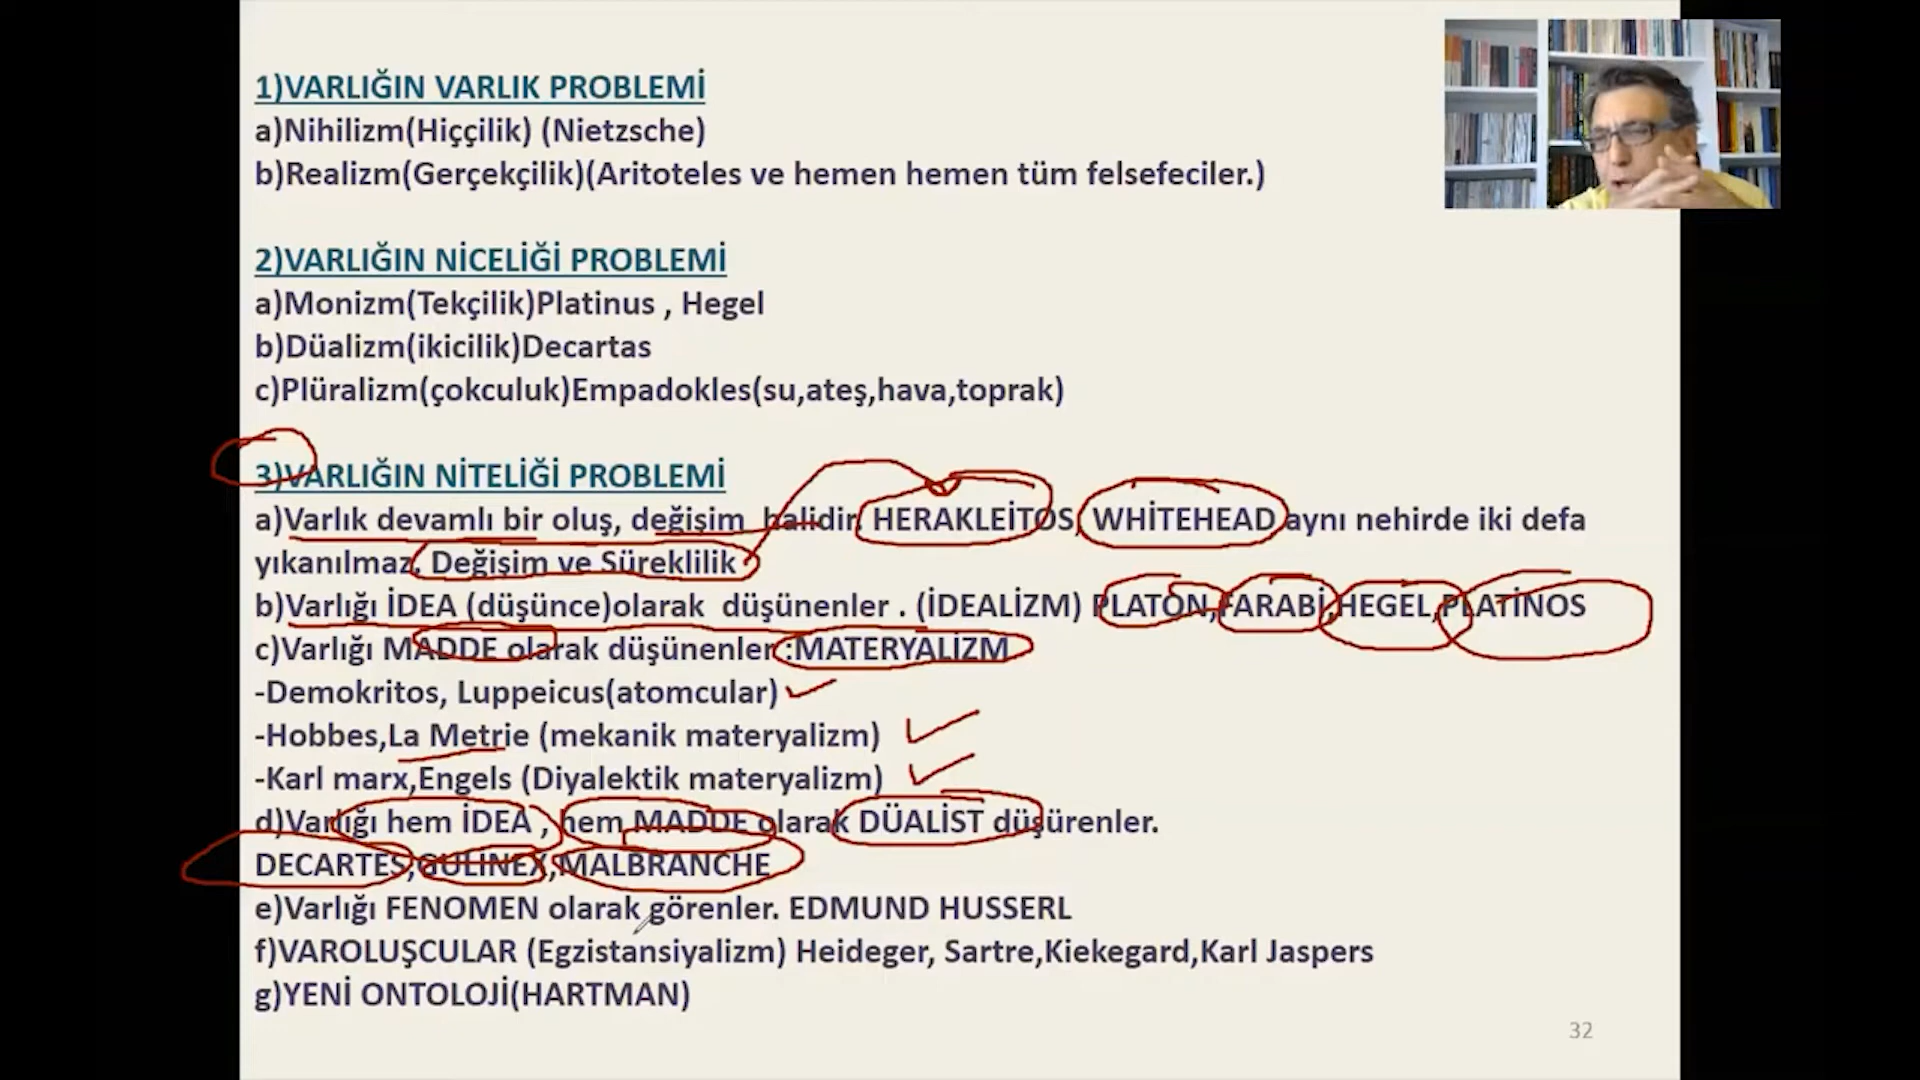 1)VARLIĞIN VARLIK PROBLEMİ
a)Nihilizm(Hiççilik) (Nietzsche)
b)Realizm(Gerçekçilik)(Aritoteles ve hemen hemen tüm felsefeciler.)
2)VARLIĞIN NİCELİĞİ PROBLEMİ
a)Monizm(Tekçilik)Platinus , Hegel
b)Düalizm(ikicilik)Decartas
c)Plüralizm(çokculuk)Empadokles(su,ateş,hava,toprak)
3)VARLIĞIN NİTELİĞİ PROBLEMİ
a)Varlık devamlı bir oluş, değişim halidir. HERAKLEİTOS, WHİTEHEAD aynı nehirde iki defa
yıkanılmaz. Değişim ve Süreklilik
b)Varlığı İDEA (düşünce)olarak düşünenler . (İDEALİZM) PLATON,FARABİ,HEGEL,PLATİNOS
c)Varlığı MADDE olarak düşünenler :MATERYALİZM
-Demokritos, Luppeicus(atomcular)
-Hobbes,La Metrie (mekanik materyalizm)
-Karl marx,Engels (Diyalektik materyalizm)
d)Varlığı hem İDEA , hem MADDE olarak DÜALİST düşürenler.
DECARTES,GULİNEX,MALBRANCHE
e)Varlığı FENOMEN olarak görenler. EDMUND HUSSERL
f)VAROLUŞCULAR (Egzistansiyalizm) Heideger, Sartre,Kiekegard,Karl Jaspers
g)YENİ ONTOLOJİ(HARTMAN)
32